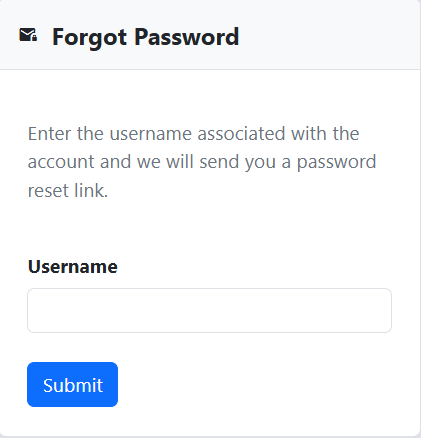 Forgot Password
Enter the username associated with the
account and we will send you a password
reset link.
Username
Submit